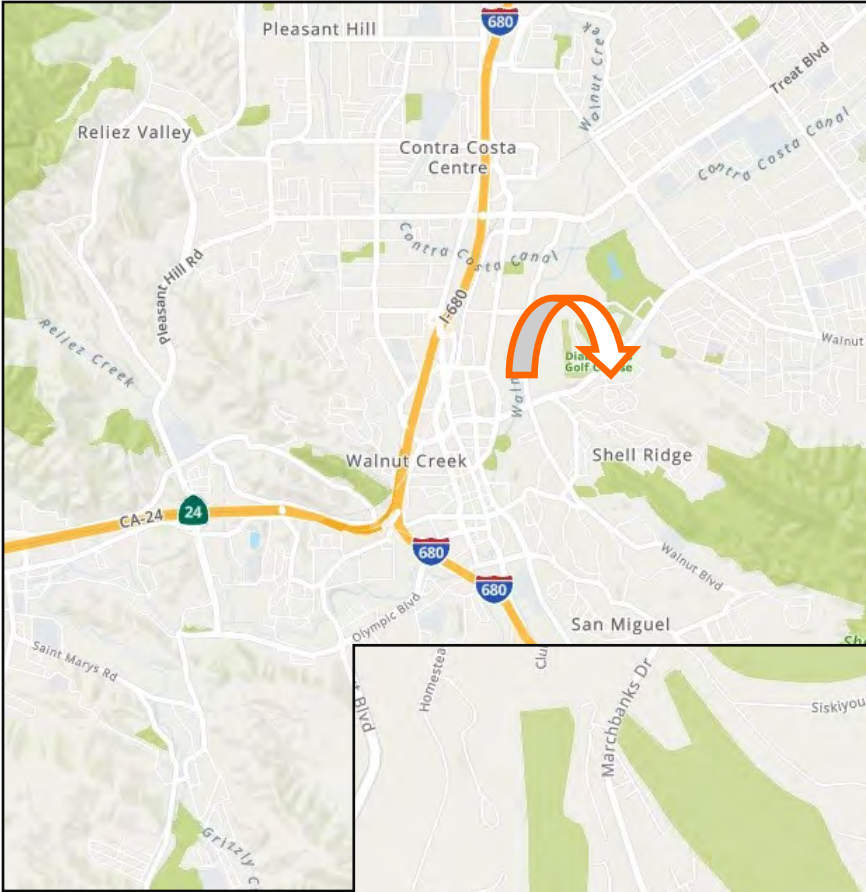 680
Pleasant Hill
Walnut Creek
Treat Blvd
Reliez Valley
Contra Costa
Centre
Contra Costa Canal
Contra Costa Canal
Pleasant Hill Rd
I-680
Reliez Creek
Walnut
Golf
Walnut Creek
Shell Ridge
24
CA-24
680
680
Walnut Blvd
Olympic Blvd
San Miguel
Saint Marys Rd
Blvd
Marchbanks Dr
Siskiyou
Grizzly C